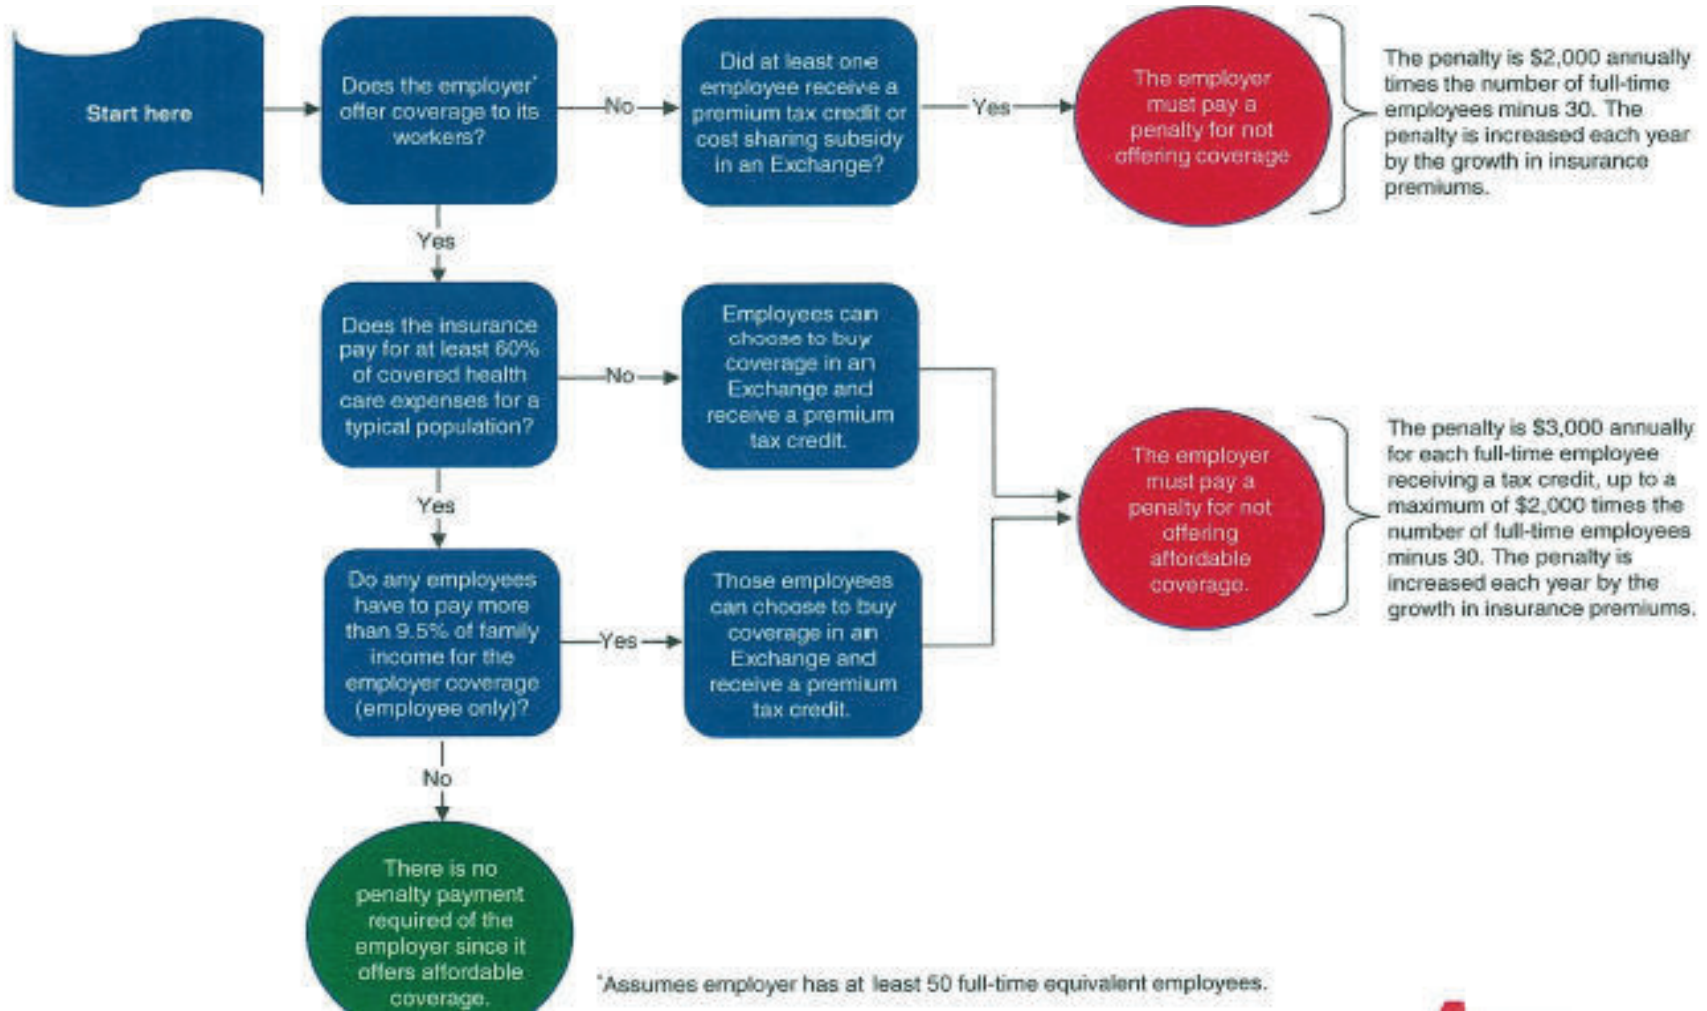 Start here
Does the employer*
offer coverage to its
workers?
No
Did at least one
employee receive a
premium tax credit or
cost sharing subsidy
in an Exchange?
Yes
The employer
must pay a
penalty for not
offering coverage
The penalty is $2,000 annually
times the number of full-time
employees minus 30. The
penalty is increased each year
by the growth in insurance
premiums.
Yes
Does the insurance
pay for at least 60%
of covered health
care expenses for a
typical population?
No
Employees can
choose to buy
coverage in an
Exchange and
receive a premium
tax credit.
The employer
must pay a
penalty for not
offering
affordable
coverage.
The penalty is $3,000 annually
for each full-time employee
receiving a tax credit, up to a
maximum of $2,000 times the
number of full-time employees
minus 30. The penalty is
increased each year by the
growth in insurance premiums.
Yes
Do any employees
have to pay more
than 9.5% of family
income for the
employer coverage
(employee only)?
Yes
Those employees
can choose to buy
coverage in an
Exchange and
receive a premium
tax credit.
No
There is no
penalty payment
required of the
employer since it
offers affordable
coverage.
*Assumes employer has at least 50 full-time equivalent employees.